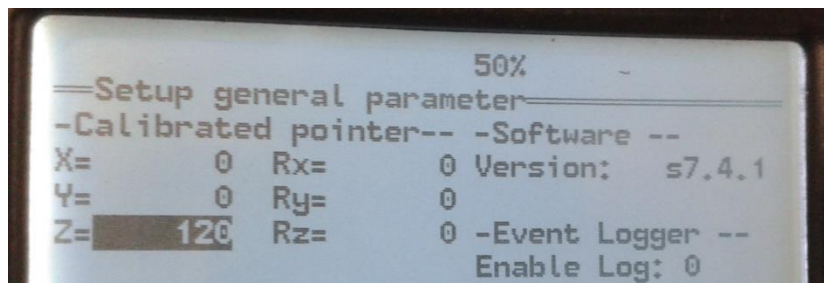 50%
Setup general parameter
-Calibrated pointer-- -Software --
X= 0 Rx= 0 Version: s7.4.1
Y= 0 Ry= 0
Z= 120 Rz= 0 -Event Logger --
Enable Log: 0